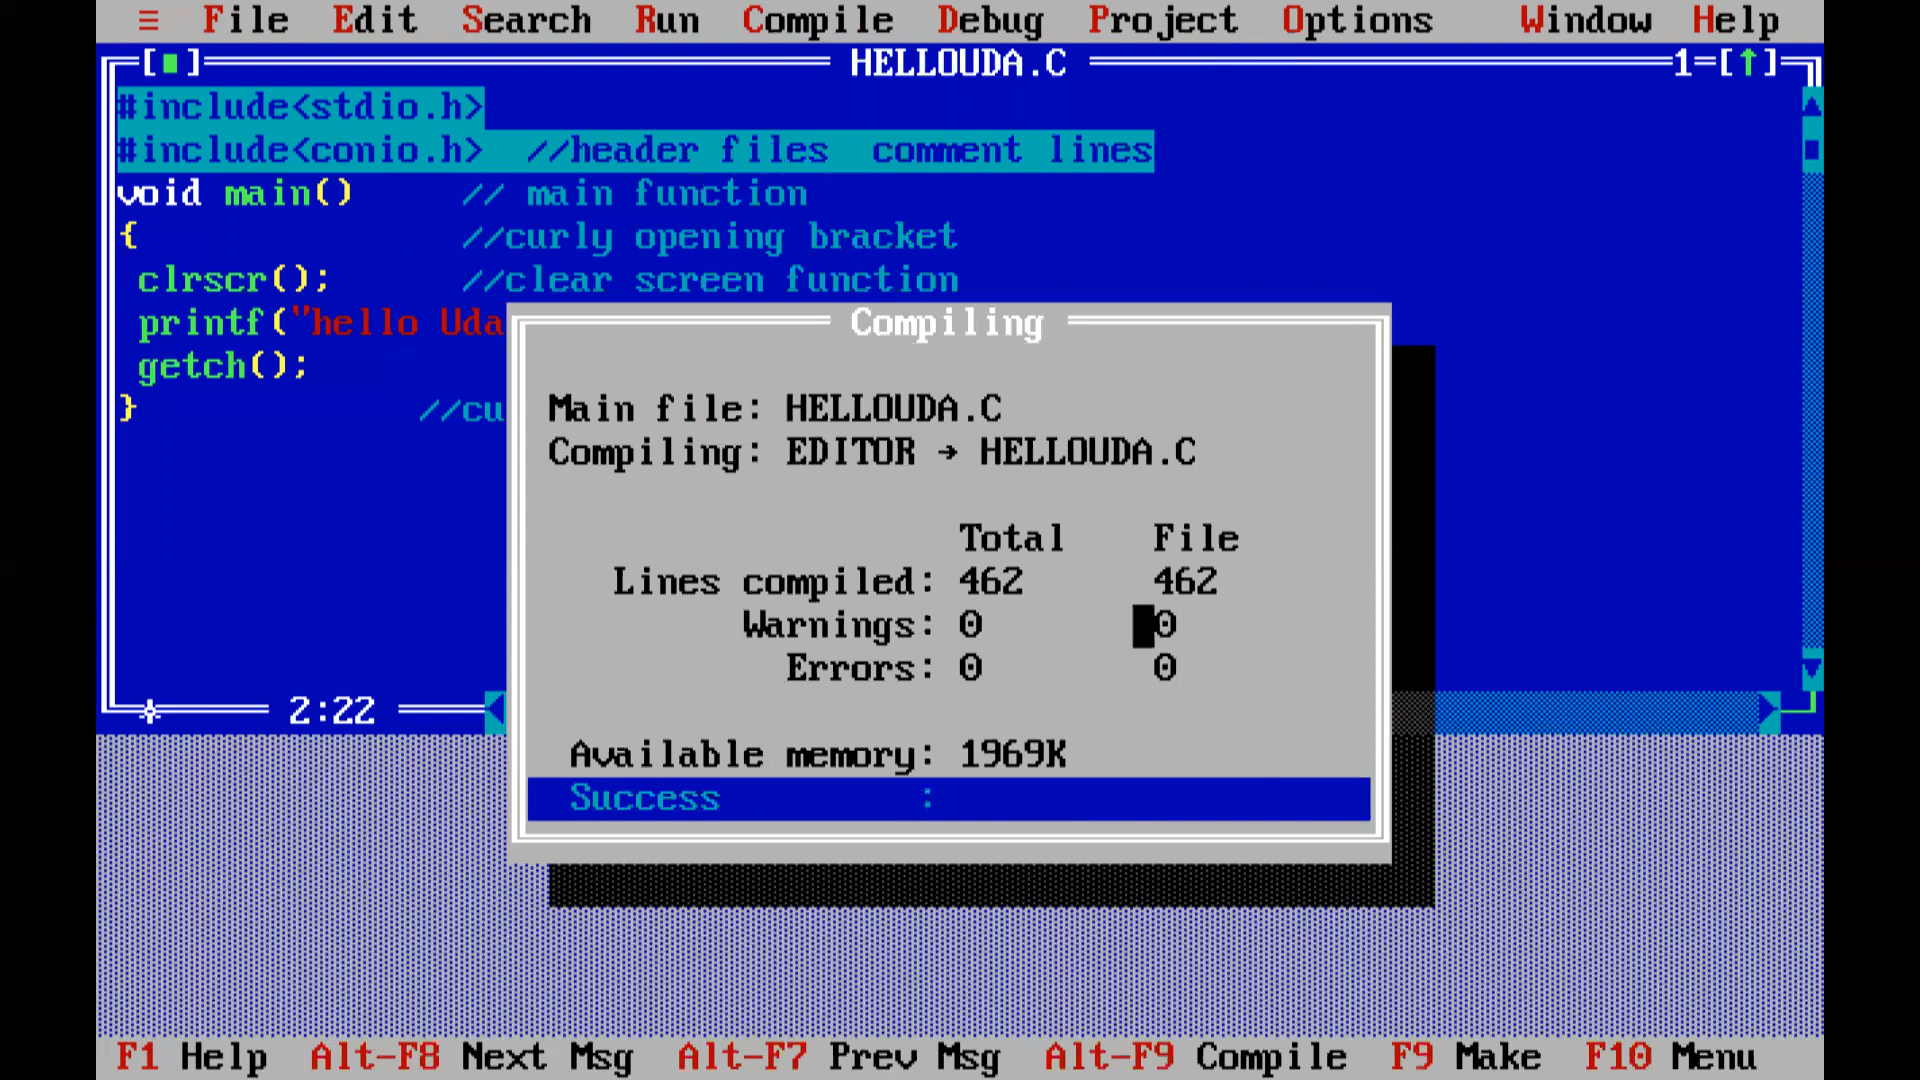 ≡ File Edit Search Run Compile Debug Project Options Window Help
[■] HELLOUDA.C 1=[↑]
#include<stdio.h>
#include<conio.h> //header files comment lines
void main() // main function
{ //curly opening bracket
clrscr(); //clear screen function
printf("hello Uda
getch();
} //cu
2:22
Compiling
Main file: HELLOUDA.C
Compiling: EDITOR → HELLOUDA.C
Total File
Lines compiled: 462 462
Warnings: 0 0
Errors: 0 0
Available memory: 1969K
Success :
F1 Help Alt-F8 Next Msg Alt-F7 Prev Msg Alt-F9 Compile F9 Make F10 Menu